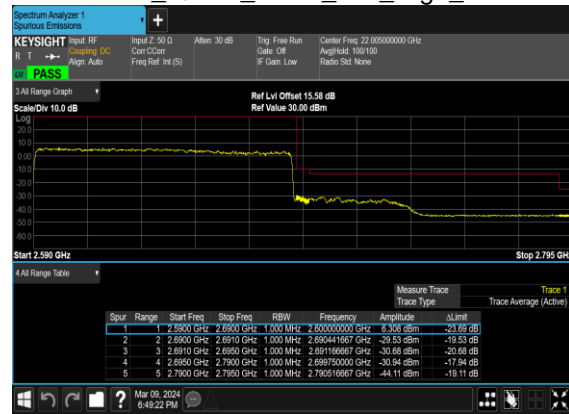 Spectrum Analyzer 1
Spurious Emissions
+
KEYSIGHT Input: RF Input Z: 50 Ω Atten: 30 dB Trig: Free Run Center Freq: 22.005000000 GHz
R T Coupling: DC Corr CCorr Gate: Off Avg|Hold: 100/100
Align: Auto Freq Ref: Int (S) IF Gain: Low Radio Std: None
PASS
3 All Range Graph
Ref Lvl Offset 15.58 dB
Scale/Div 10.0 dB Ref Value 30.00 dBm
Log
20.0
10.0
0.00
-10.0
-20.0
-30.0
-40.0
-50.0
-60.0
Start 2.590 GHz Stop 2.795 GHz
4 All Range Table
Measure Trace Trace 1
Trace Type Trace Average (Active)
Spur Range Start Freq Stop Freq RBW Frequency Amplitude ΔLimit
1 1 2.5900 GHz 2.6900 GHz 1.000 MHz 2.600000000 GHz 6.308 dBm -23.69 dB
2 2 2.6900 GHz 2.6910 GHz 1.000 MHz 2.690441667 GHz -29.53 dBm -19.53 dB
3 3 2.6910 GHz 2.6950 GHz 1.000 MHz 2.691166667 GHz -30.68 dBm -20.68 dB
4 4 2.6950 GHz 2.7900 GHz 1.000 MHz 2.699750000 GHz -30.94 dBm -17.94 dB
5 5 2.7900 GHz 2.7950 GHz 1.000 MHz 2.790516667 GHz -44.11 dBm -19.11 dB
? Mar 09, 2024
6:49:22 PM